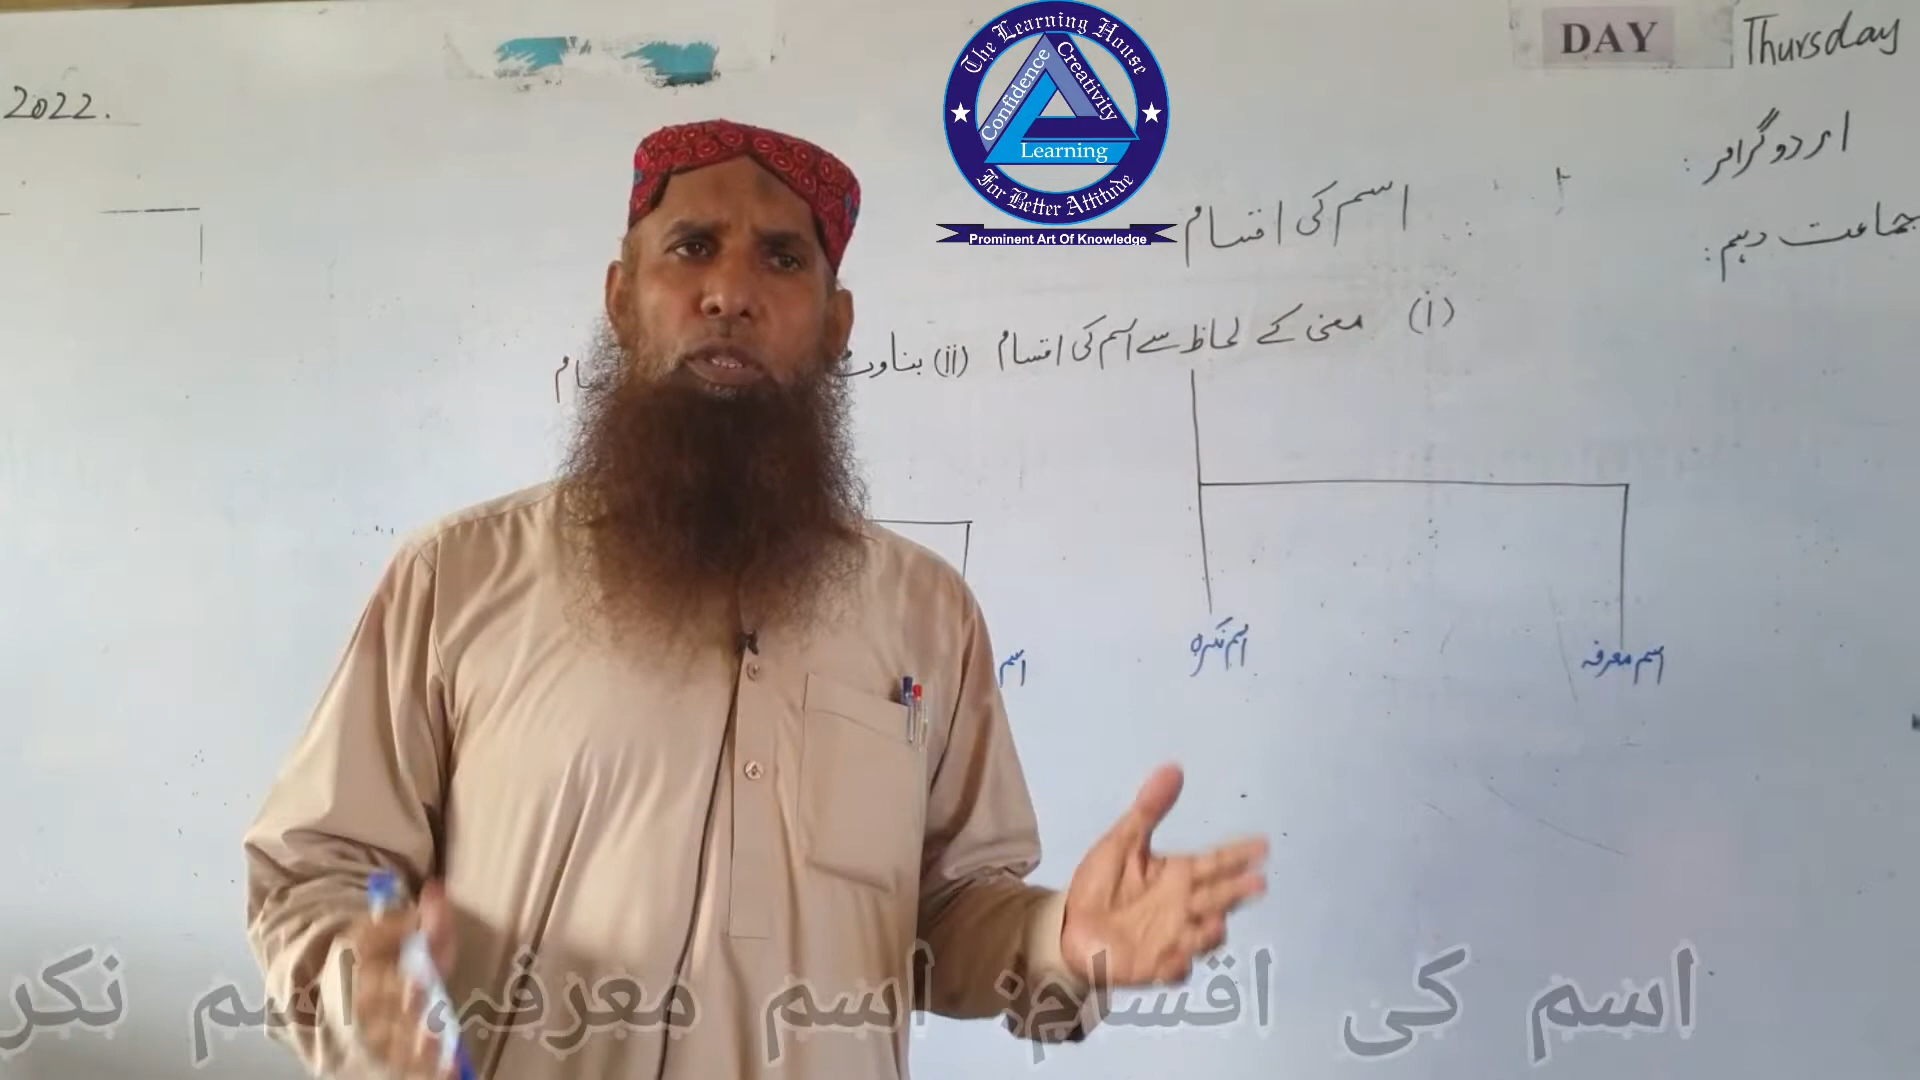 The Learning House
Confidence
Creativity
Learning
For Better Attitude
Prominent Art Of Knowledge
DAY Thursday
2022.
اردو گرامر :
جماعت دہم :
اسم کی اقسام
(i) معنی کے لحاظ سے اسم کی اقسام (ii)
اسم معرفہ
اسم نکرہ
اسم
اسم کی اقسام: اسم معرفہ، اسم نکر